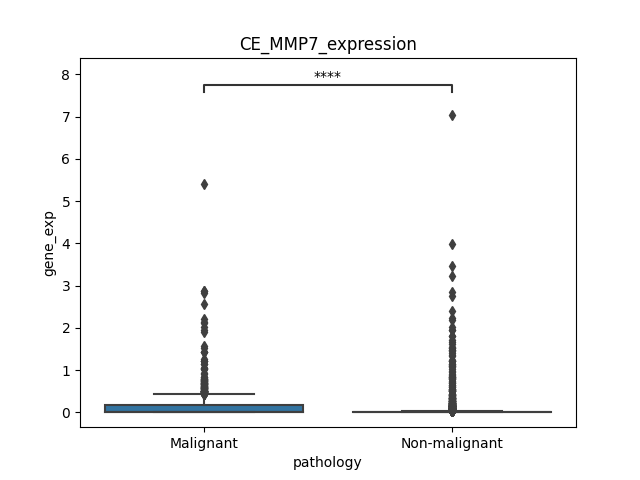 CE_MMP7_expression
****
8
7
6
5
4
3
2
1
0
gene_exp
Malignant
Non-malignant
pathology